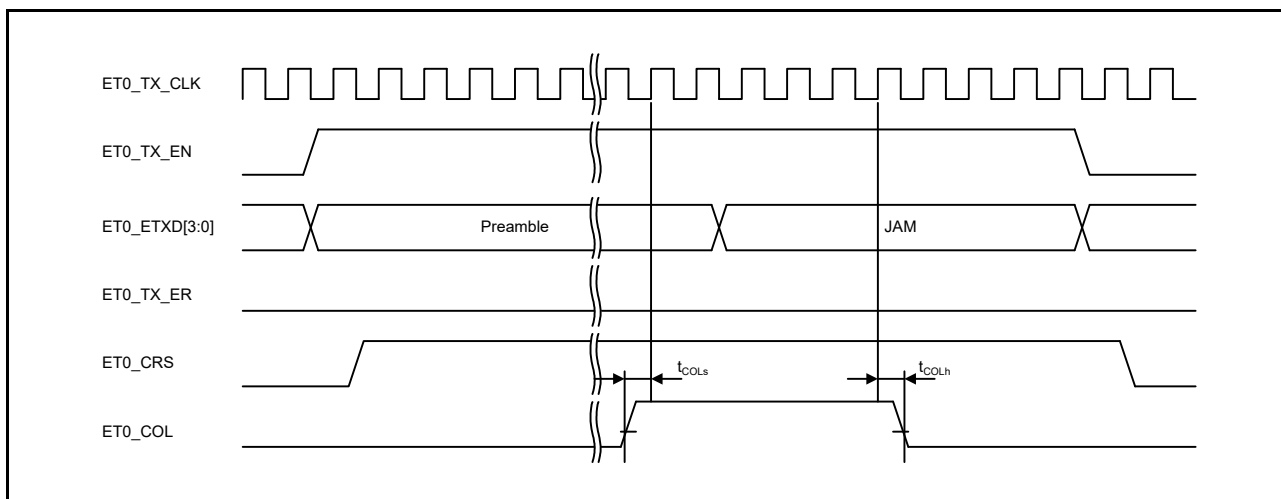 ET0_TX_CLK
ET0_TX_EN
ET0_ETXD[3:0]
Preamble
JAM
ET0_TX_ER
ET0_CRS
tCOLs
tCOLh
ET0_COL